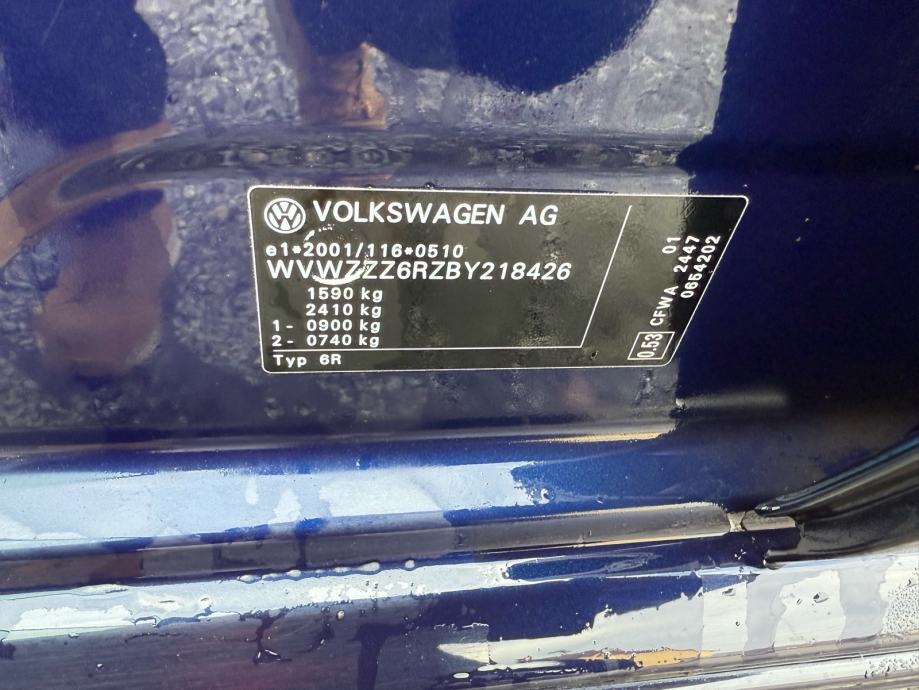 VOLKSWAGEN AG
e1*2001/116*0510
WVWZZZ6RZBY218426
1590 kg
2410 kg
1- 0900 kg
2- 0740 kg
Typ 6R
0.53
CFWA 2447 01
0654202